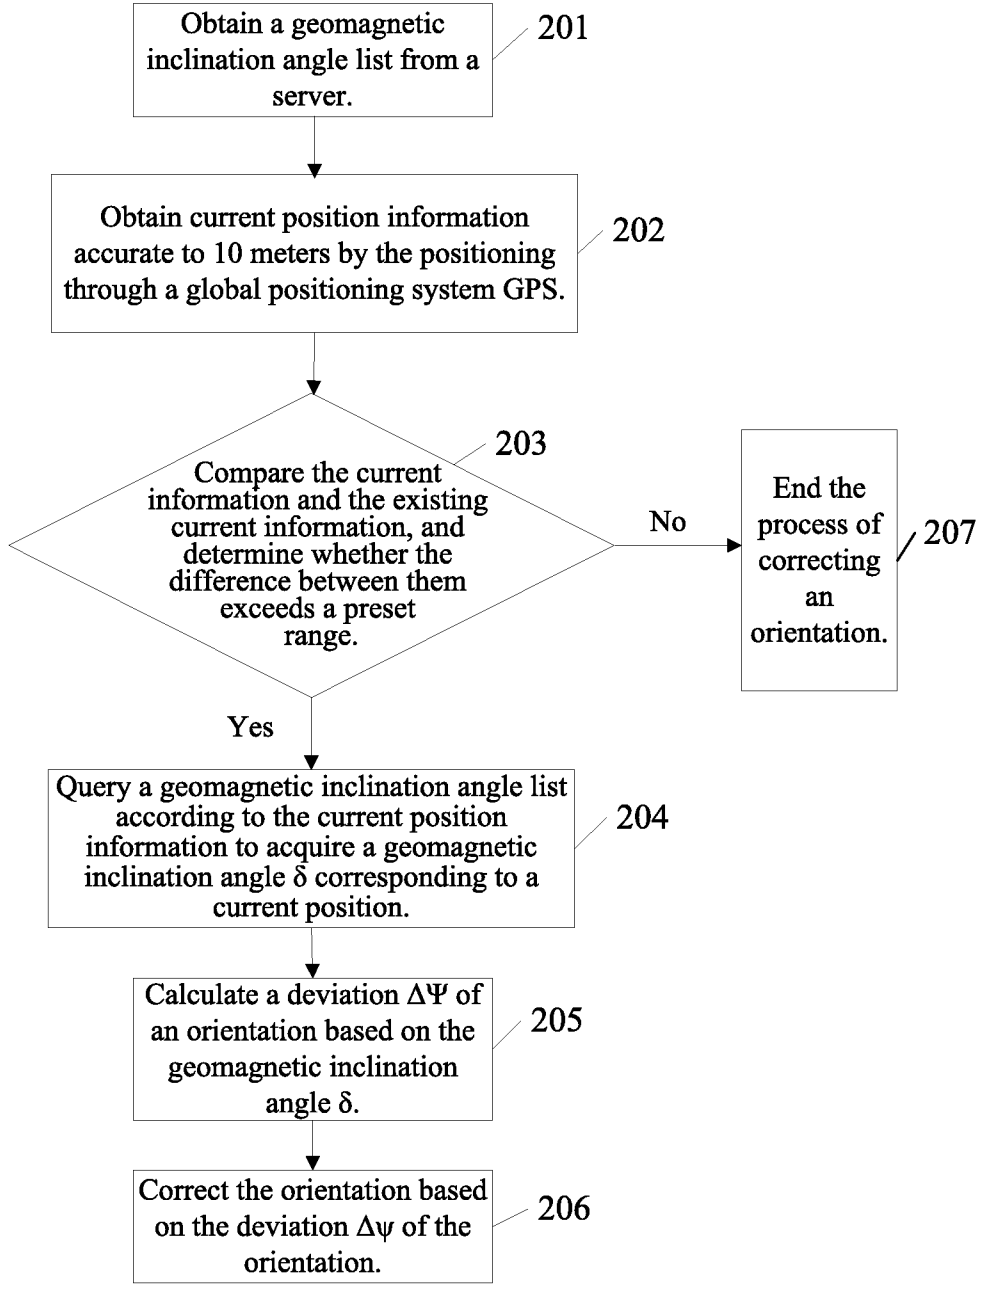 Obtain a geomagnetic
inclination angle list from a
server.
201
Obtain current position information
accurate to 10 meters by the positioning
through a global positioning system GPS.
202
203
Compare the current
information and the existing
current information, and
determine whether the
difference between them
exceeds a preset
range.
No
End the
process of
correcting
an
orientation.
207
Yes
Query a geomagnetic inclination angle list
according to the current position
information to acquire a geomagnetic
inclination angle δ corresponding to a
current position.
204
Calculate a deviation ΔΨ of
an orientation based on the
geomagnetic inclination
angle δ.
205
Correct the orientation based
on the deviation Δψ of the
orientation.
206